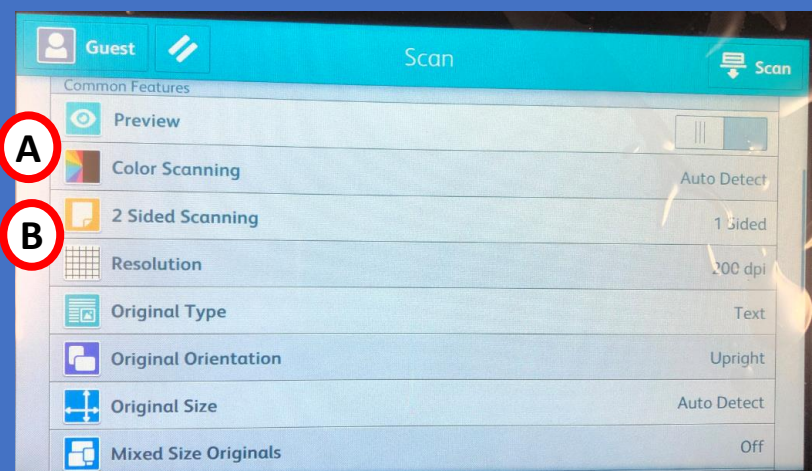 Guest
Scan
Scan
Common Features
Preview
A
Color Scanning Auto Detect
2 Sided Scanning 1 Sided
B
Resolution 200 dpi
Original Type Text
Original Orientation Upright
Original Size Auto Detect
Mixed Size Originals Off